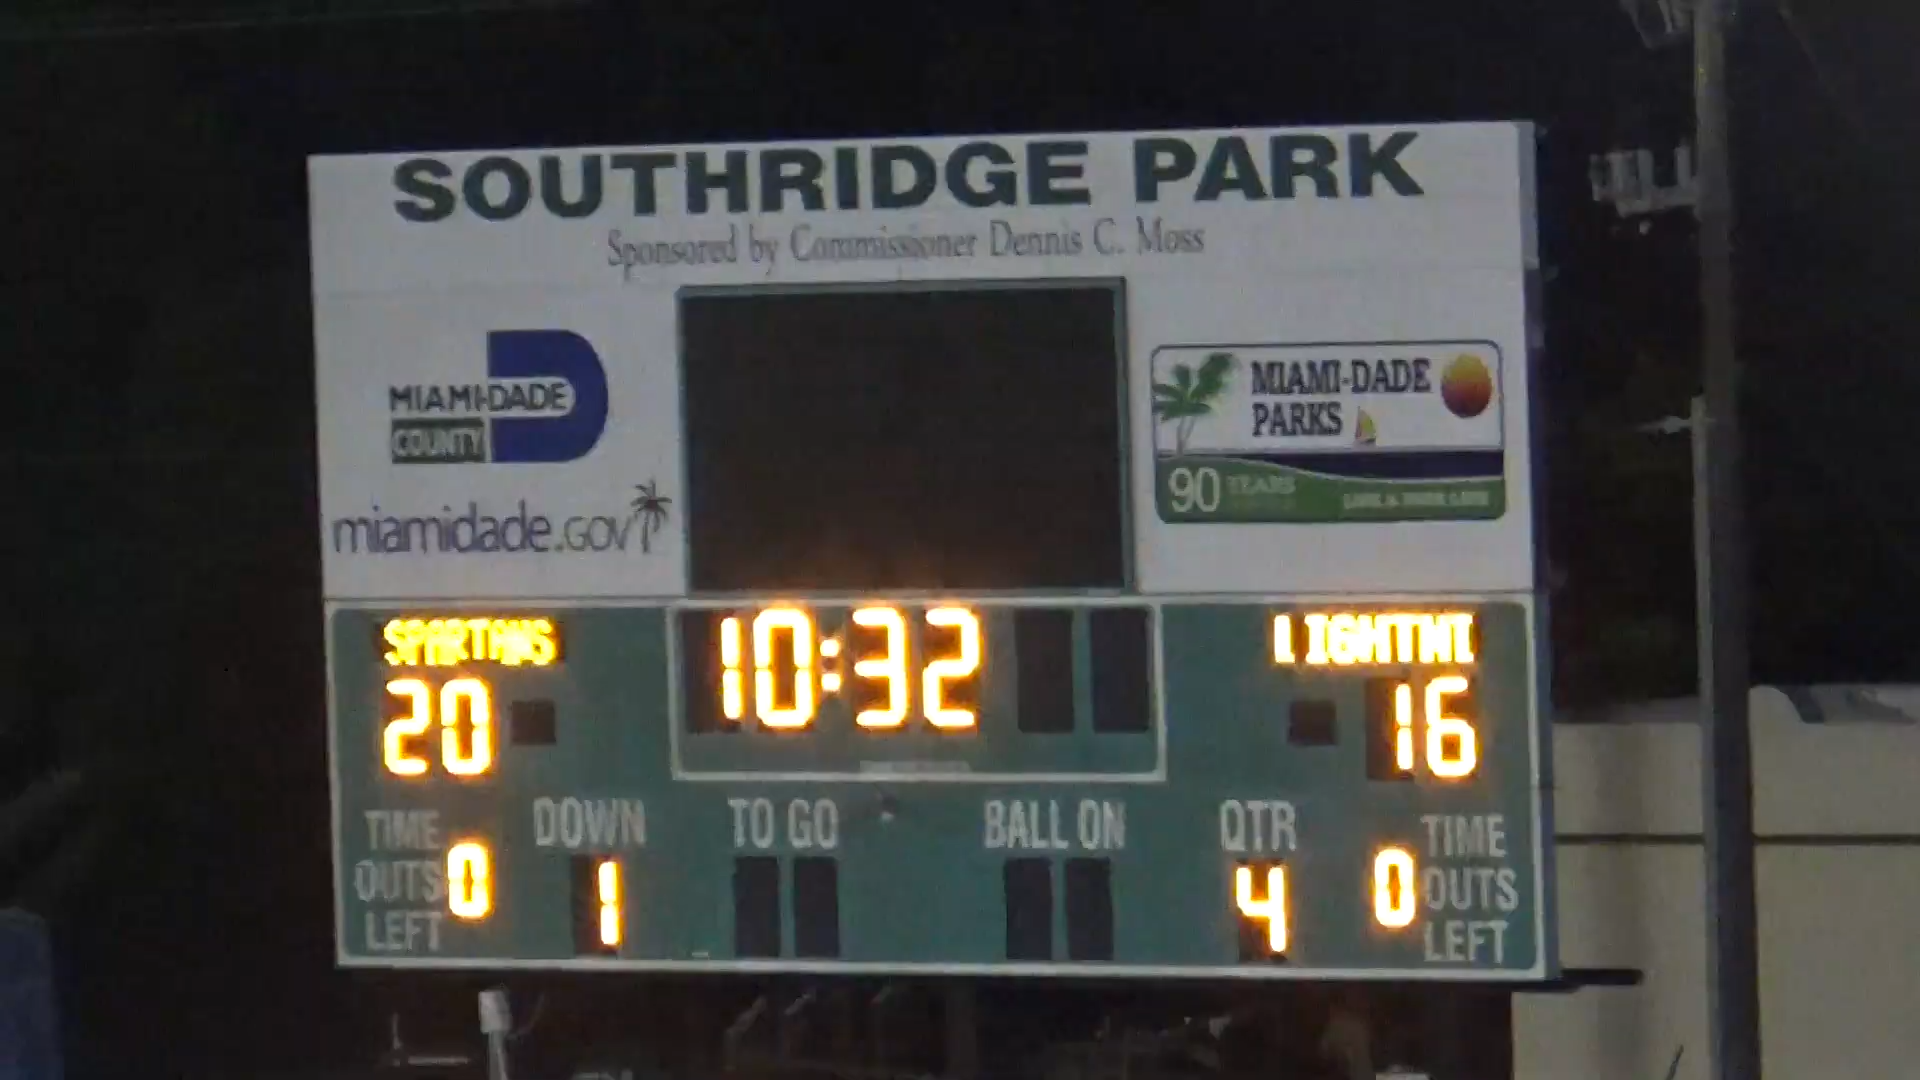 SOUTHRIDGE PARK
Sponsored by Commissioner Dennis C. Moss
MIAMI-DADE
COUNTY
miamidade.gov
MIAMI-DADE
PARKS
90 YEARS
SPARTANS
10:32
LIGHTNI
20
16
TIME
OUTS
LEFT
0
DOWN
1
TO GO
BALL ON
QTR
4
0
TIME
OUTS
LEFT